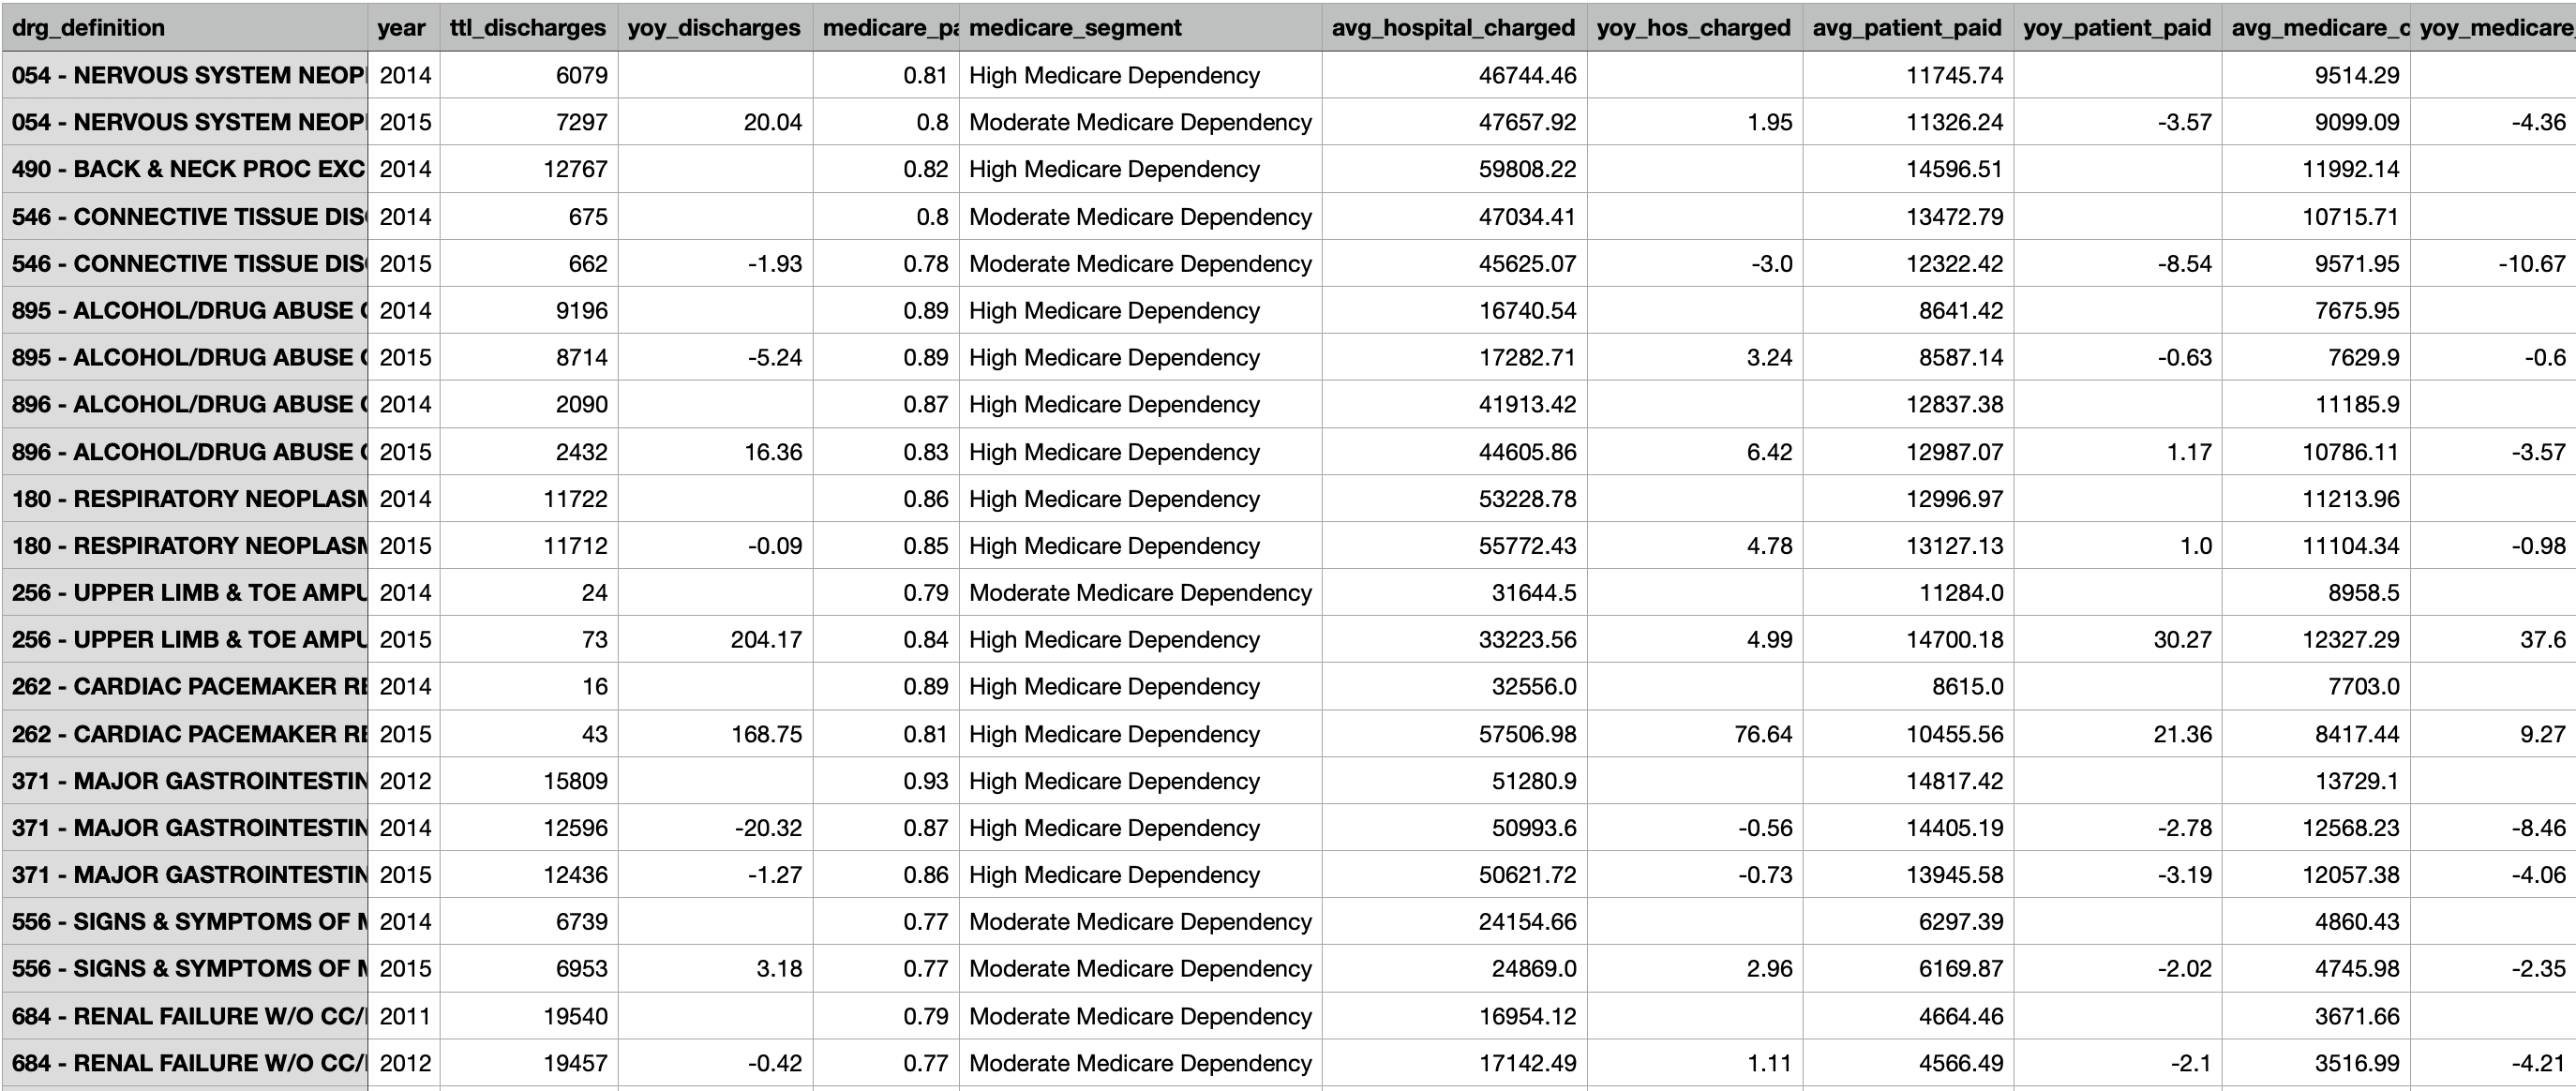 drg_definition year ttl_discharges yoy_discharges medicare_pa medicare_segment avg_hospital_charged yoy_hos_charged avg_patient_paid yoy_patient_paid avg_medicare_c yoy_medicare_
054 - NERVOUS SYSTEM NEOP 2014 6079 0.81 High Medicare Dependency 46744.46 11745.74 9514.29
054 - NERVOUS SYSTEM NEOP 2015 7297 20.04 0.8 Moderate Medicare Dependency 47657.92 1.95 11326.24 -3.57 9099.09 -4.36
490 - BACK & NECK PROC EXC 2014 12767 0.82 High Medicare Dependency 59808.22 14596.51 11992.14
546 - CONNECTIVE TISSUE DIS 2014 675 0.8 Moderate Medicare Dependency 47034.41 13472.79 10715.71
546 - CONNECTIVE TISSUE DIS 2015 662 -1.93 0.78 Moderate Medicare Dependency 45625.07 -3.0 12322.42 -8.54 9571.95 -10.67
895 - ALCOHOL/DRUG ABUSE 2014 9196 0.89 High Medicare Dependency 16740.54 8641.42 7675.95
895 - ALCOHOL/DRUG ABUSE 2015 8714 -5.24 0.89 High Medicare Dependency 17282.71 3.24 8587.14 -0.63 7629.9 -0.6
896 - ALCOHOL/DRUG ABUSE 2014 2090 0.87 High Medicare Dependency 41913.42 12837.38 11185.9
896 - ALCOHOL/DRUG ABUSE 2015 2432 16.36 0.83 High Medicare Dependency 44605.86 6.42 12987.07 1.17 10786.11 -3.57
180 - RESPIRATORY NEOPLASM 2014 11722 0.86 High Medicare Dependency 53228.78 12996.97 11213.96
180 - RESPIRATORY NEOPLASM 2015 11712 -0.09 0.85 High Medicare Dependency 55772.43 4.78 13127.13 1.0 11104.34 -0.98
256 - UPPER LIMB & TOE AMPU 2014 24 0.79 Moderate Medicare Dependency 31644.5 11284.0 8958.5
256 - UPPER LIMB & TOE AMPU 2015 73 204.17 0.84 High Medicare Dependency 33223.56 4.99 14700.18 30.27 12327.29 37.6
262 - CARDIAC PACEMAKER RE 2014 16 0.89 High Medicare Dependency 32556.0 8615.0 7703.0
262 - CARDIAC PACEMAKER RE 2015 43 168.75 0.81 High Medicare Dependency 57506.98 76.64 10455.56 21.36 8417.44 9.27
371 - MAJOR GASTROINTESTIN 2012 15809 0.93 High Medicare Dependency 51280.9 14817.42 13729.1
371 - MAJOR GASTROINTESTIN 2014 12596 -20.32 0.87 High Medicare Dependency 50993.6 -0.56 14405.19 -2.78 12568.23 -8.46
371 - MAJOR GASTROINTESTIN 2015 12436 -1.27 0.86 High Medicare Dependency 50621.72 -0.73 13945.58 -3.19 12057.38 -4.06
556 - SIGNS & SYMPTOMS OF M 2014 6739 0.77 Moderate Medicare Dependency 24154.66 6297.39 4860.43
556 - SIGNS & SYMPTOMS OF M 2015 6953 3.18 0.77 Moderate Medicare Dependency 24869.0 2.96 6169.87 -2.02 4745.98 -2.35
684 - RENAL FAILURE W/O CC/ 2011 19540 0.79 Moderate Medicare Dependency 16954.12 4664.46 3671.66
684 - RENAL FAILURE W/O CC/ 2012 19457 -0.42 0.77 Moderate Medicare Dependency 17142.49 1.11 4566.49 -2.1 3516.99 -4.21